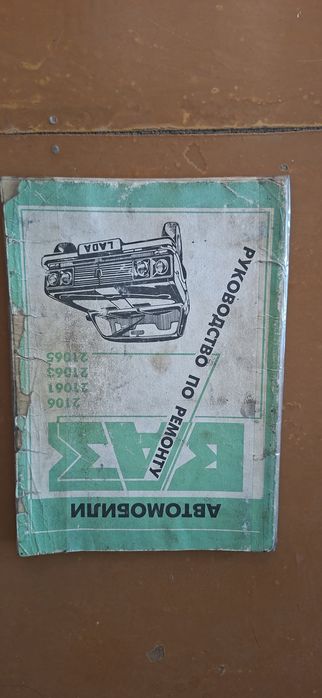 АВТОМОБИЛИ
ВАЗ
2106
21061
21063
21065
РУКОВОДСТВО ПО РЕМОНТУ
LADA